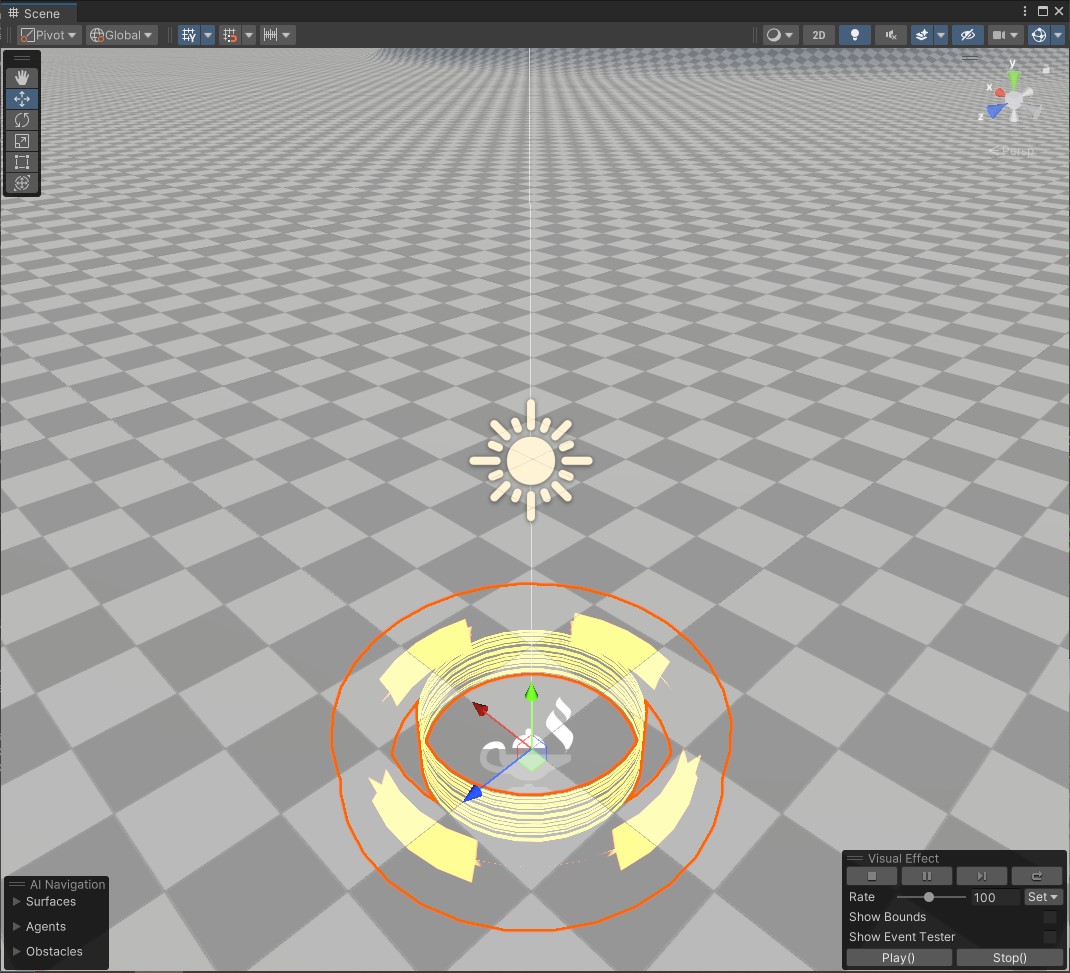 Scene
Pivot
Global
2D
y
x
z
Persp
AI Navigation
Surfaces
Agents
Obstacles
Visual Effect
Rate
100
Set
Show Bounds
Show Event Tester
Play()
Stop()